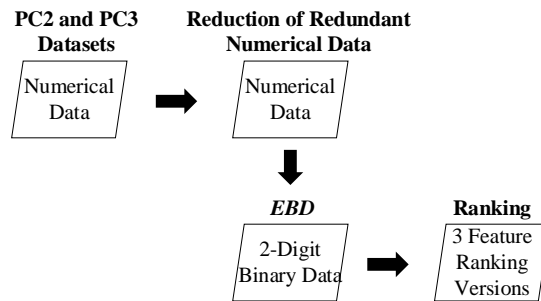 PC2 and PC3
Datasets
Numerical
Data
Reduction of Redundant
Numerical Data
Numerical
Data
EBD
2-Digit
Binary Data
Ranking
3 Feature
Ranking
Versions